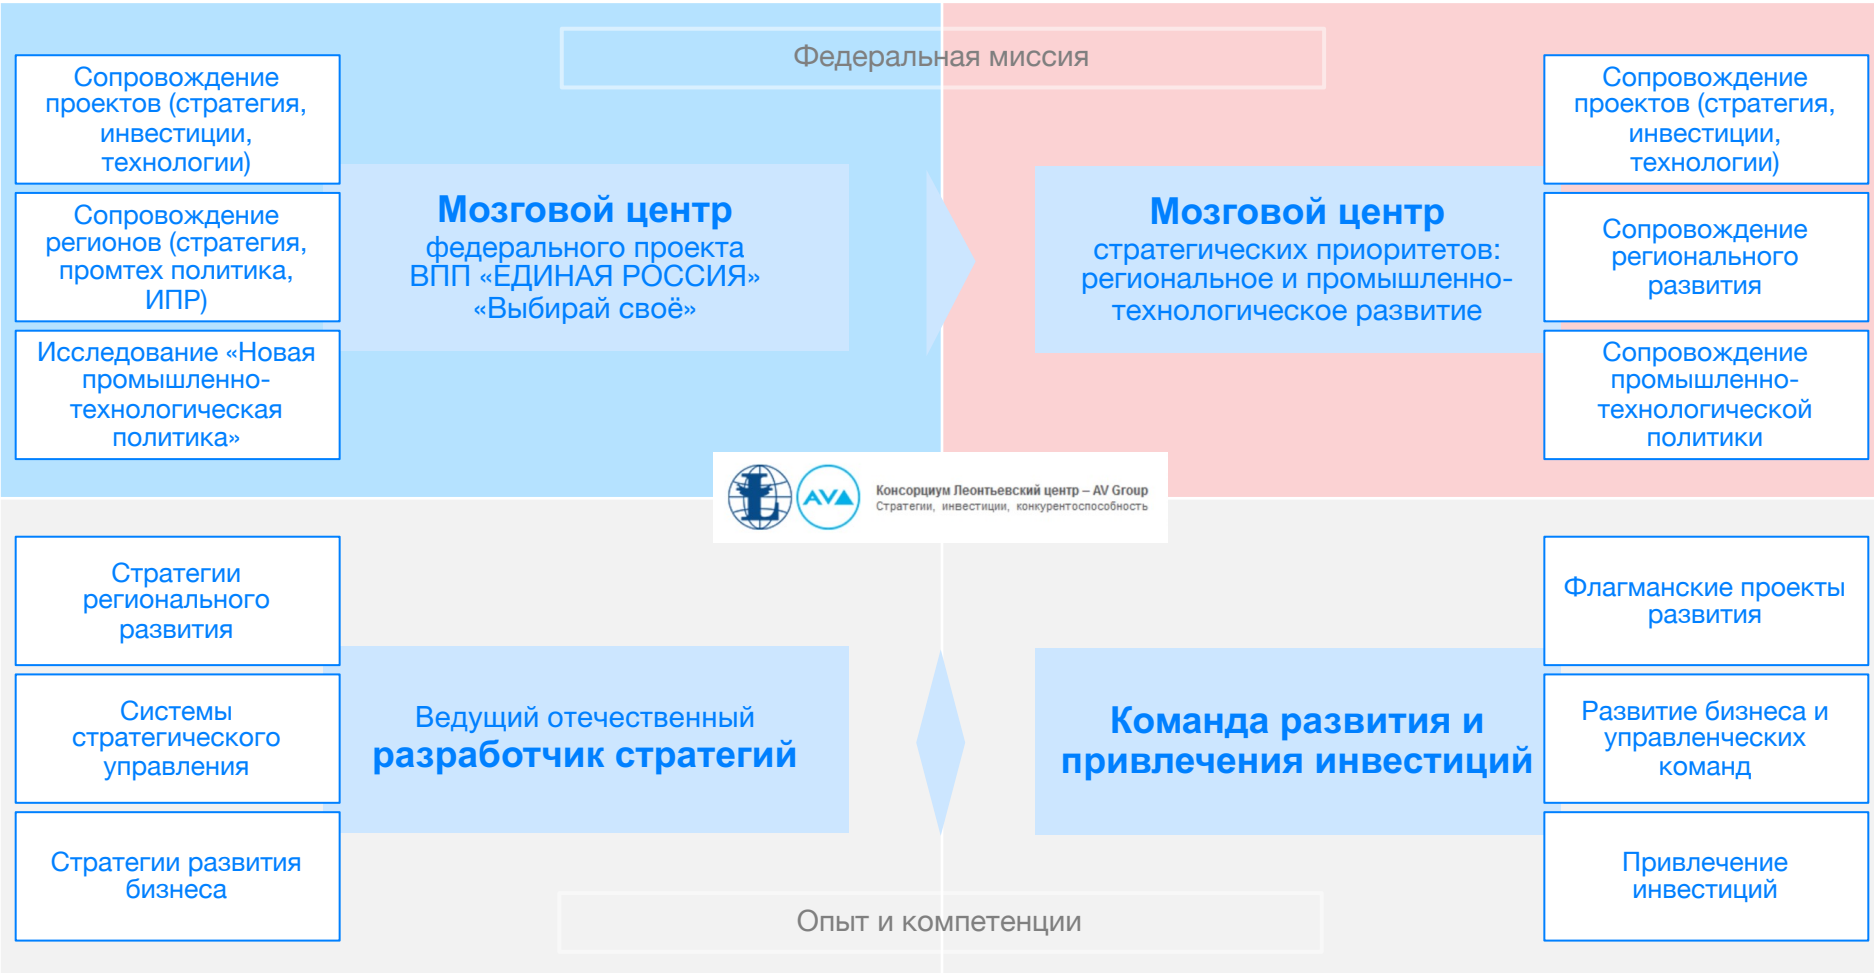 Федеральная миссия
Сопровождение
проектов (стратегия,
инвестиции,
технологии)
Сопровождение
регионов (стратегия,
промтех политика,
ИПР)
Исследование «Новая
промышленно-
технологическая
политика»
Мозговой центр
федерального проекта
ВПП «ЕДИНАЯ РОССИЯ»
«Выбирай своё»
Мозговой центр
стратегических приоритетов:
региональное и промышленно-
технологическое развитие
Сопровождение
проектов (стратегия,
инвестиции,
технологии)
Сопровождение
регионального
развития
Сопровождение
промышленно-
технологической
политики
AVA
Консорциум Леонтьевский центр – AV Group
Стратегии, инвестиции, конкурентоспособность
Стратегии
регионального
развития
Системы
стратегического
управления
Стратегии развития
бизнеса
Ведущий отечественный
разработчик стратегий
Команда развития и
привлечения инвестиций
Флагманские проекты
развития
Развитие бизнеса и
управленческих
команд
Привлечение
инвестиций
Опыт и компетенции